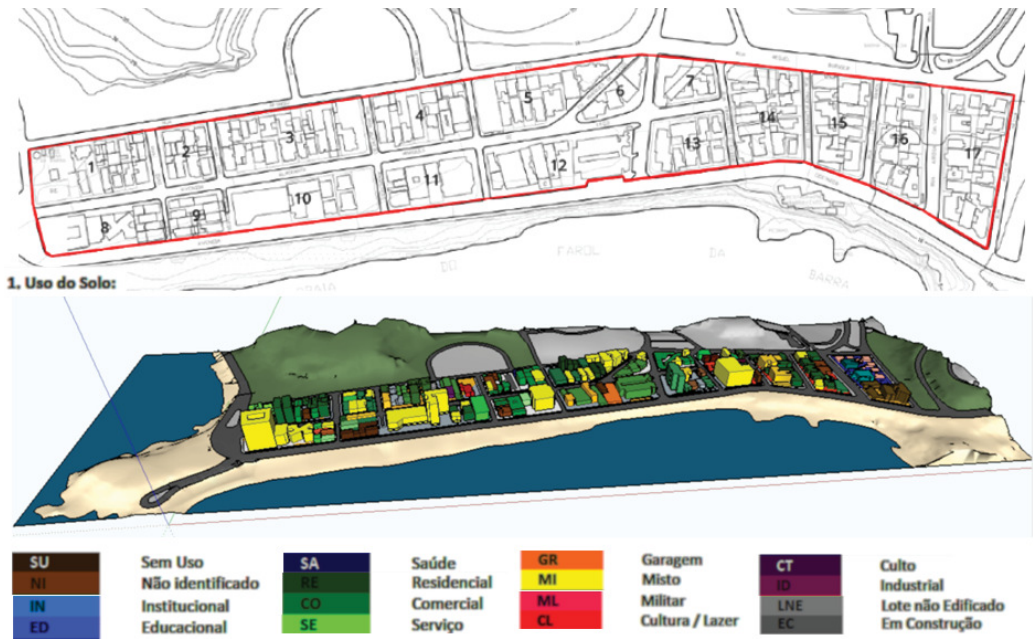 MIGUEL
BURNIER
7
5
6
4
14
3
15
2
13
16
1
12
17
11
10
9
8
DO
FAROL
DA
BARRA
1. Uso do Solo:
SU Sem Uso SA Saúde GR Garagem CT Culto
NI Não identificado RE Residencial MI Misto ID Industrial
IN Institucional CO Comercial ML Militar LNE Lote não Edificado
ED Educacional SE Serviço CL Cultura / Lazer EC Em Construção